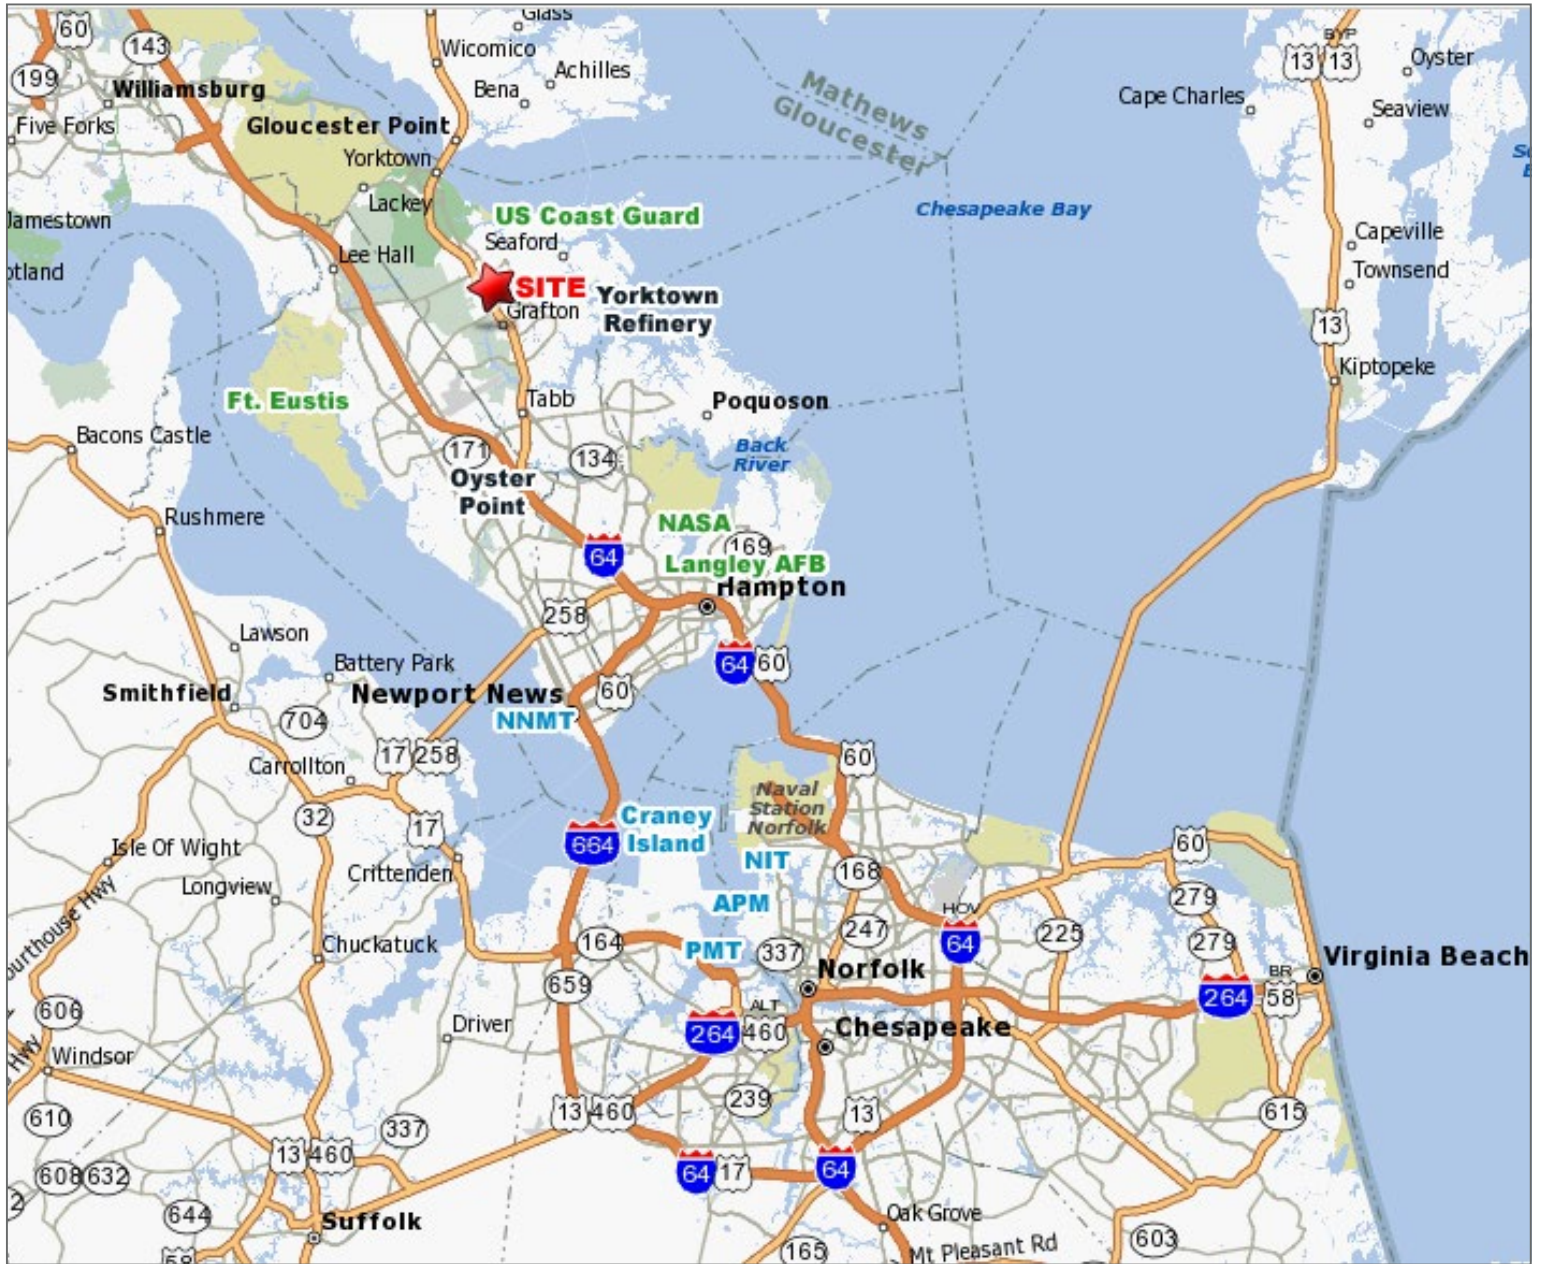 Glass
60
143
Wicomico
Achilles
Bena
199
Williamsburg
Five Forks
Gloucester Point
Yorktown
Mathews
Gloucester
BYP
13
13
Oyster
Cape Charles
Seaview
Lackey
Jamestown
US Coast Guard
Chesapeake Bay
Seaford
Lee Hall
Capeville
Townsend
SITE
Yorktown
Refinery
Grafton
13
Kiptopeke
Ft. Eustis
Tabb
Poquoson
Bacons Castle
171
134
Back
River
Oyster
Point
Rushmere
NASA
169
64
Langley AFB
Hampton
258
Lawson
Battery Park
64
60
Smithfield
Newport News
60
NNMT
704
17
258
Carrollton
60
Naval
Station
Norfolk
32
17
Craney
Island
664
60
Isle Of Wight
Crittenden
NIT
168
Longview
279
APM
HOV
ourthouse Hwy
Chuckatuck
164
PMT
337
247
64
225
279
Virginia Beach
Norfolk
659
BR
264
58
606
Driver
ALT
264
460
Chesapeake
Hwy
Windsor
239
13
460
13
615
610
337
13
460
608
632
64
17
64
2
644
Suffolk
Oak Grove
58
165
Mt Pleasant Rd
603